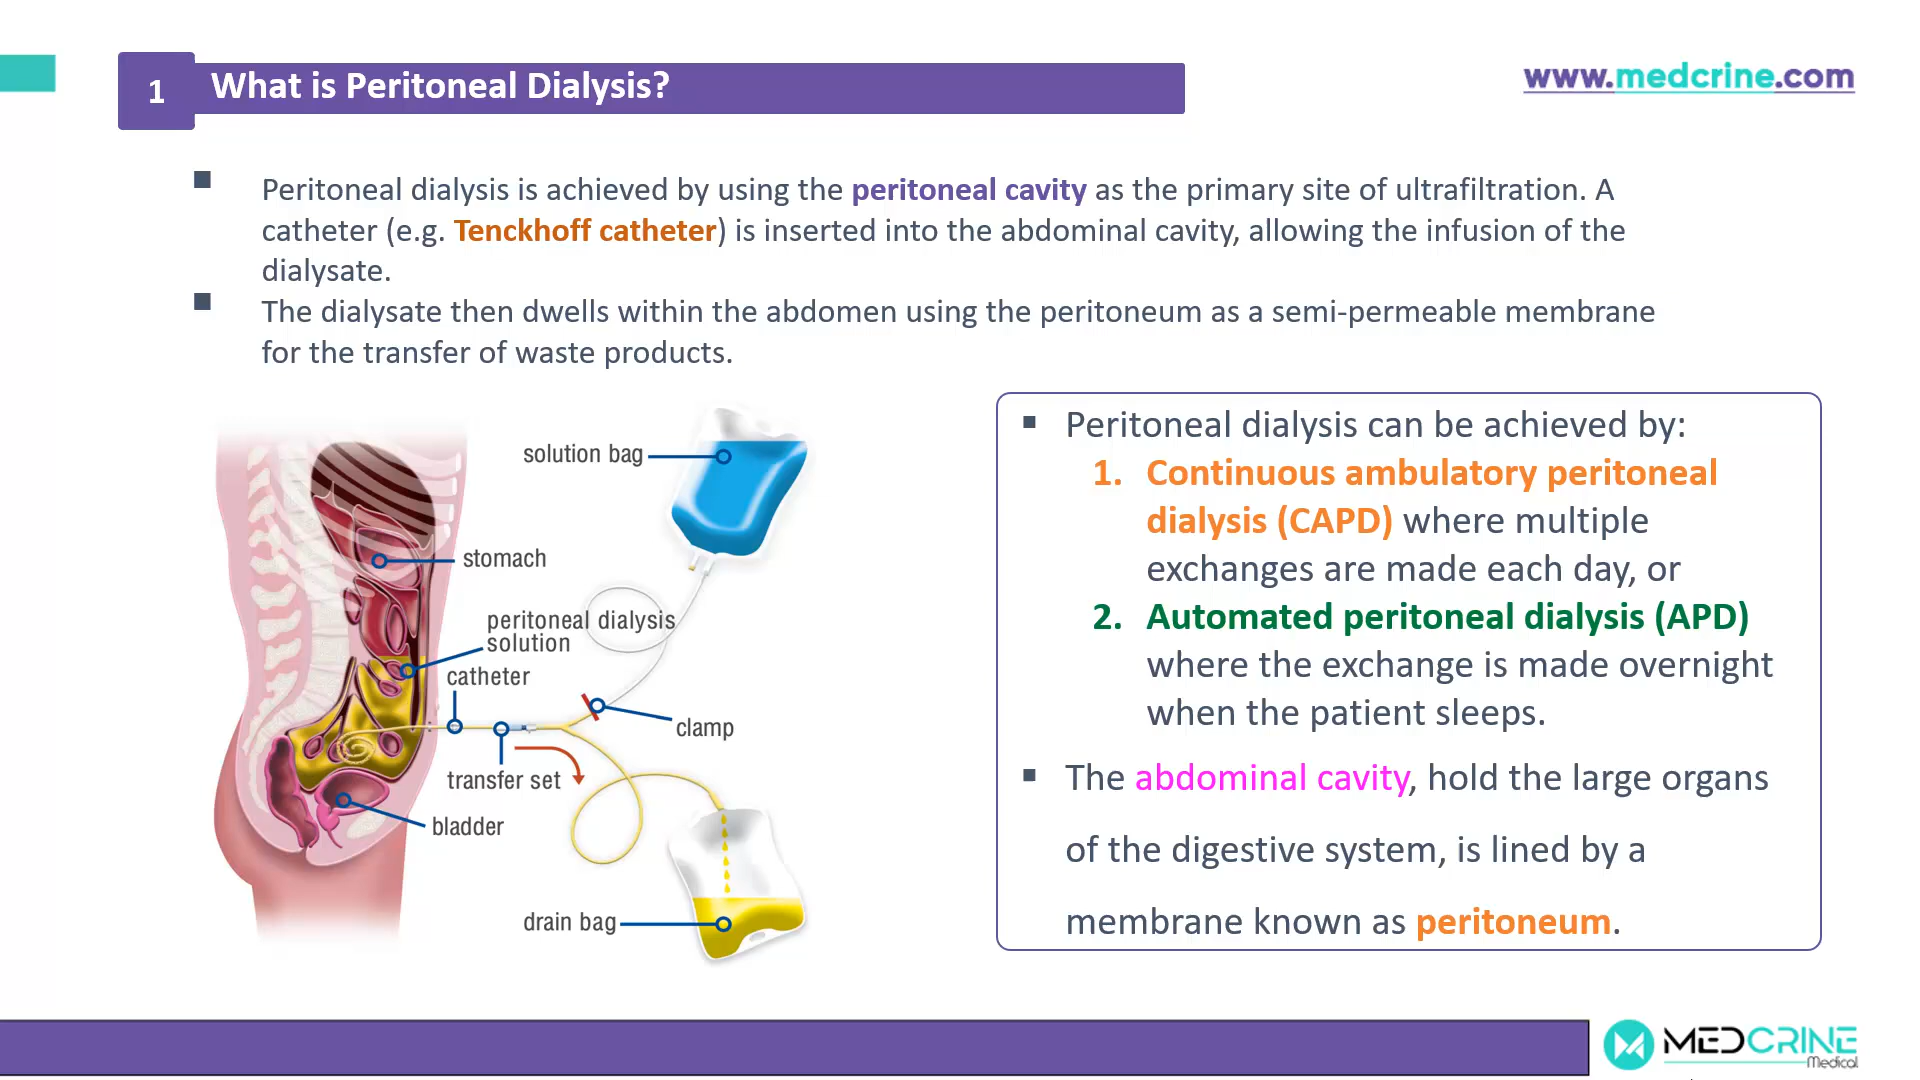 1
What is Peritoneal Dialysis?
www.medcrine.com
▪ Peritoneal dialysis is achieved by using the peritoneal cavity as the primary site of ultrafiltration. A
catheter (e.g. Tenckhoff catheter) is inserted into the abdominal cavity, allowing the infusion of the
dialysate.
▪ The dialysate then dwells within the abdomen using the peritoneum as a semi-permeable membrane
for the transfer of waste products.
solution bag
stomach
peritoneal dialysis
solution
catheter
clamp
transfer set
bladder
drain bag
▪ Peritoneal dialysis can be achieved by:
1. Continuous ambulatory peritoneal
dialysis (CAPD) where multiple
exchanges are made each day, or
2. Automated peritoneal dialysis (APD)
where the exchange is made overnight
when the patient sleeps.
▪ The abdominal cavity, hold the large organs
of the digestive system, is lined by a
membrane known as peritoneum.
MEDCRINE
Medical